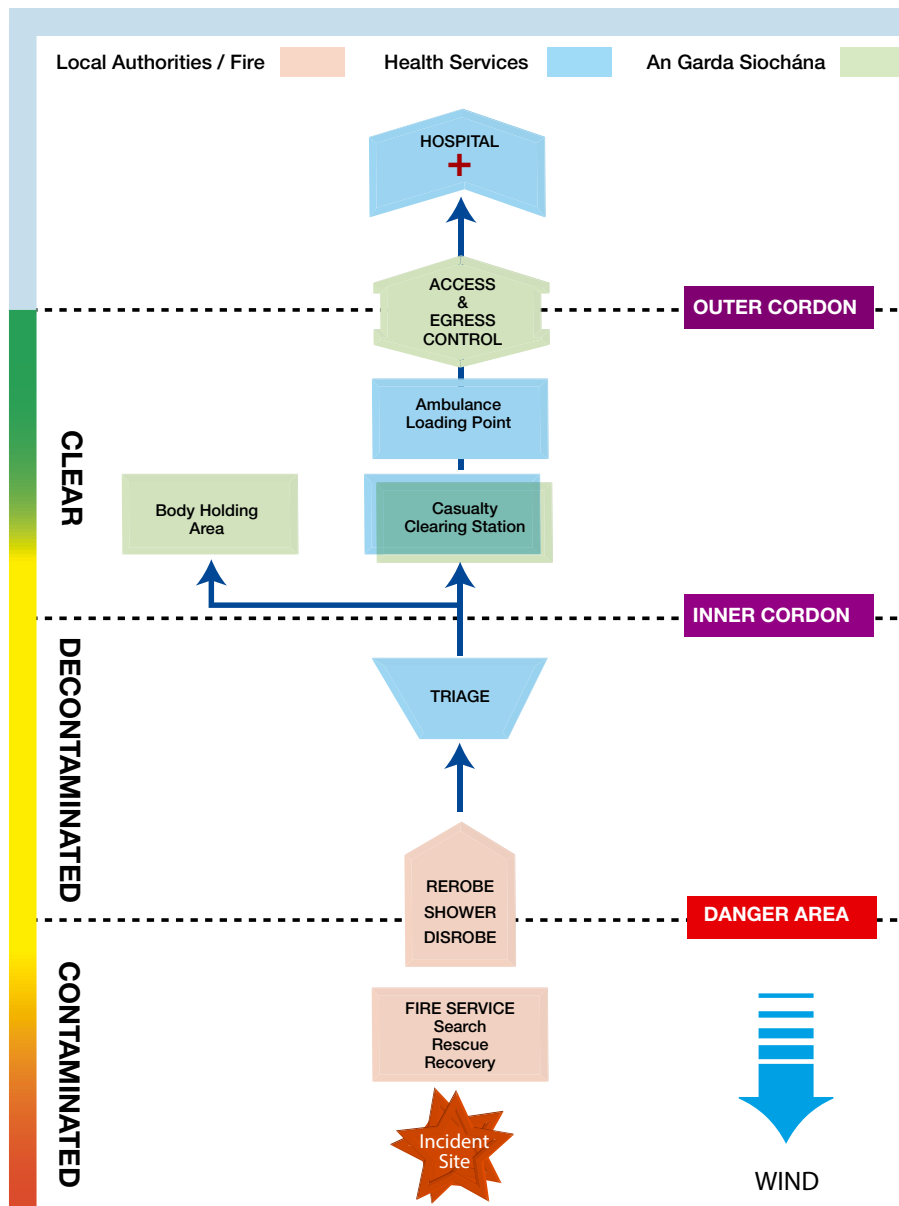 Local Authorities / Fire
Health Services
An Garda Siochána
HOSPITAL
ACCESS
&
EGRESS
CONTROL
OUTER CORDON
Ambulance
Loading Point
CLEAR
Body Holding
Area
Casualty
Clearing Station
INNER CORDON
DECONTAMINATED
TRIAGE
REROBE
SHOWER
DISROBE
DANGER AREA
CONTAMINATED
FIRE SERVICE
Search
Rescue
Recovery
Incident
Site
WIND